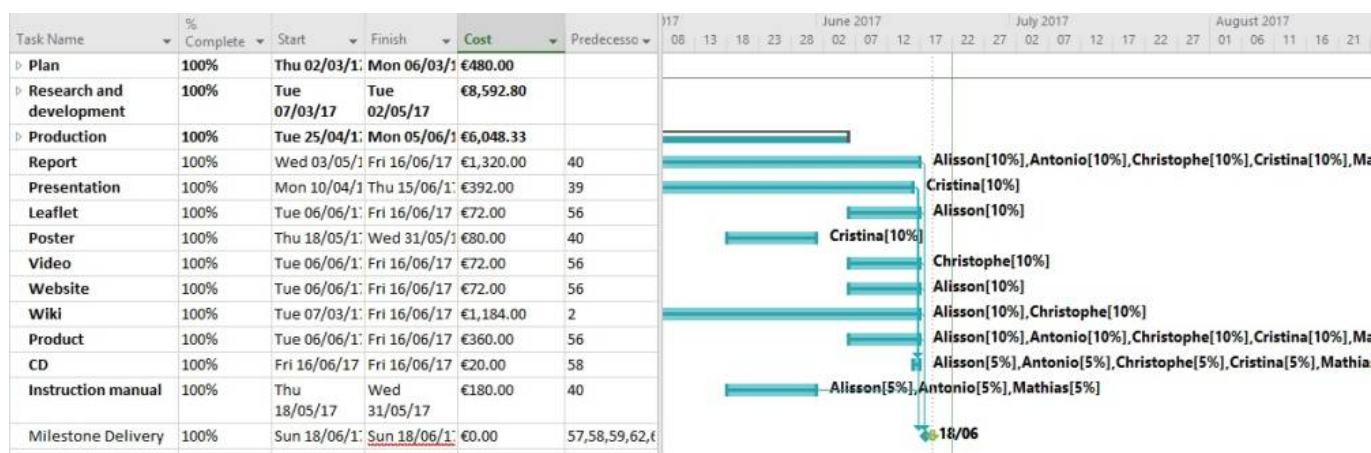 Task Name % Complete Start Finish Cost Predecesso
Plan 100% Thu 02/03/1 Mon 06/03/1 €480.00
Research and development 100% Tue 07/03/17 Tue 02/05/17 €8,592.80
Production 100% Tue 25/04/1 Mon 05/06/1 €6,048.33
Report 100% Wed 03/05/1 Fri 16/06/17 €1,320.00 40
Presentation 100% Mon 10/04/1 Thu 15/06/1 €392.00 39
Leaflet 100% Tue 06/06/1 Fri 16/06/17 €72.00 56
Poster 100% Thu 18/05/1 Wed 31/05/1 €80.00 40
Video 100% Tue 06/06/1 Fri 16/06/17 €72.00 56
Website 100% Tue 06/06/1 Fri 16/06/17 €72.00 56
Wiki 100% Tue 07/03/1 Fri 16/06/17 €1,184.00 2
Product 100% Tue 06/06/1 Fri 16/06/17 €360.00 56
CD 100% Fri 16/06/17 Fri 16/06/17 €20.00 58
Instruction manual 100% Thu 18/05/17 Wed 31/05/17 €180.00 40
Milestone Delivery 100% Sun 18/06/1 Sun 18/06/1 €0.00 57,58,59,62,6
)17 June 2017 July 2017 August 2017
08 13 18 23 28 02 07 12 17 22 27 02 07 12 17 22 27 01 06 11 16 21
Alisson[10%],Antonio[10%],Christophe[10%],Cristina[10%],Ma
Cristina[10%]
Alisson[10%]
Cristina[10%]
Christophe[10%]
Alisson[10%]
Alisson[10%],Christophe[10%]
Alisson[10%],Antonio[10%],Christophe[10%],Cristina[10%],Ma
Alisson[5%],Antonio[5%],Christophe[5%],Cristina[5%],Mathia
Alisson[5%],Antonio[5%],Mathias[5%]
18/06